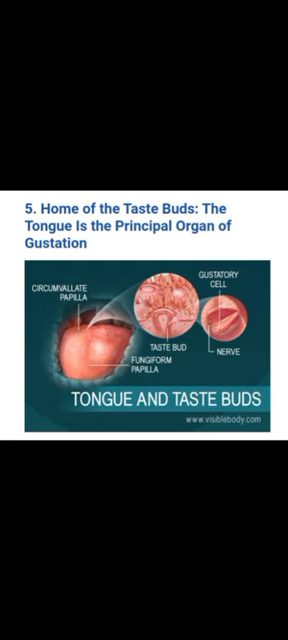 5. Home of the Taste Buds: The
Tongue Is the Principal Organ of
Gustation
GUSTATORY
CELL
CIRCUMVALLATE
PAPILLA
TASTE BUD
NERVE
FUNGIFORM
PAPILLA
TONGUE AND TASTE BUDS
www.visiblebody.com